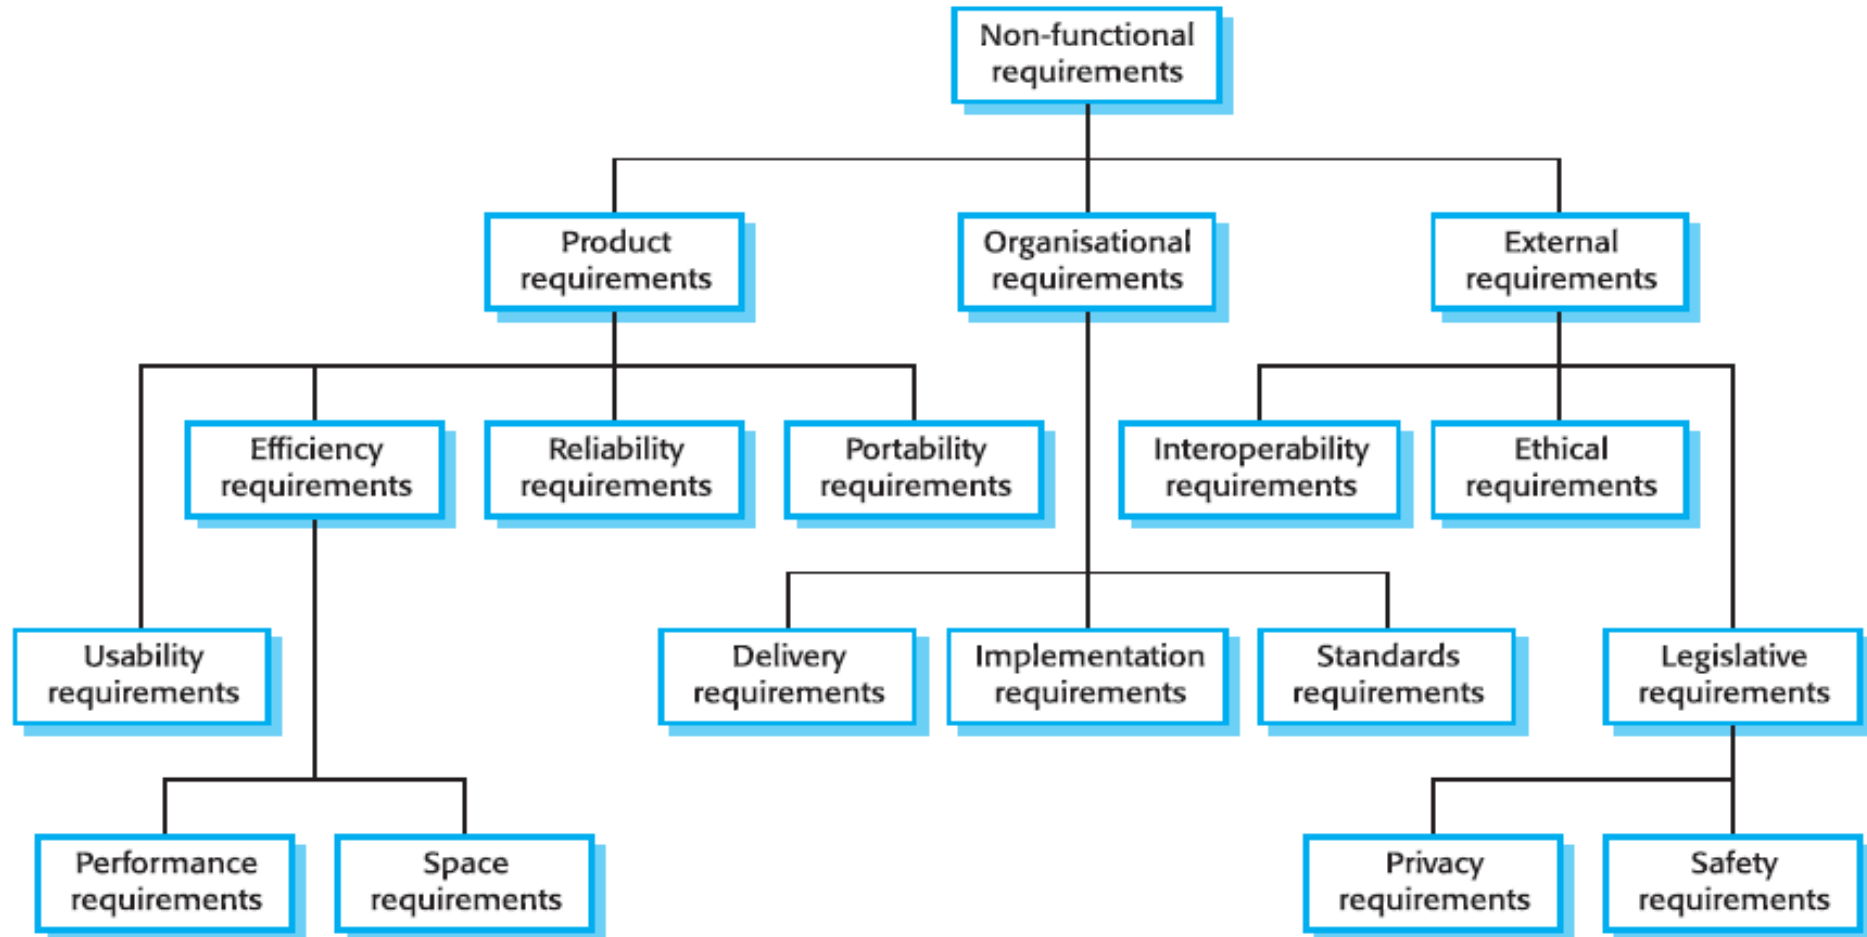 Non-functional
requirements
Product
requirements
Organisational
requirements
External
requirements
Efficiency
requirements
Reliability
requirements
Portability
requirements
Interoperability
requirements
Ethical
requirements
Usability
requirements
Delivery
requirements
Implementation
requirements
Standards
requirements
Legislative
requirements
Performance
requirements
Space
requirements
Privacy
requirements
Safety
requirements